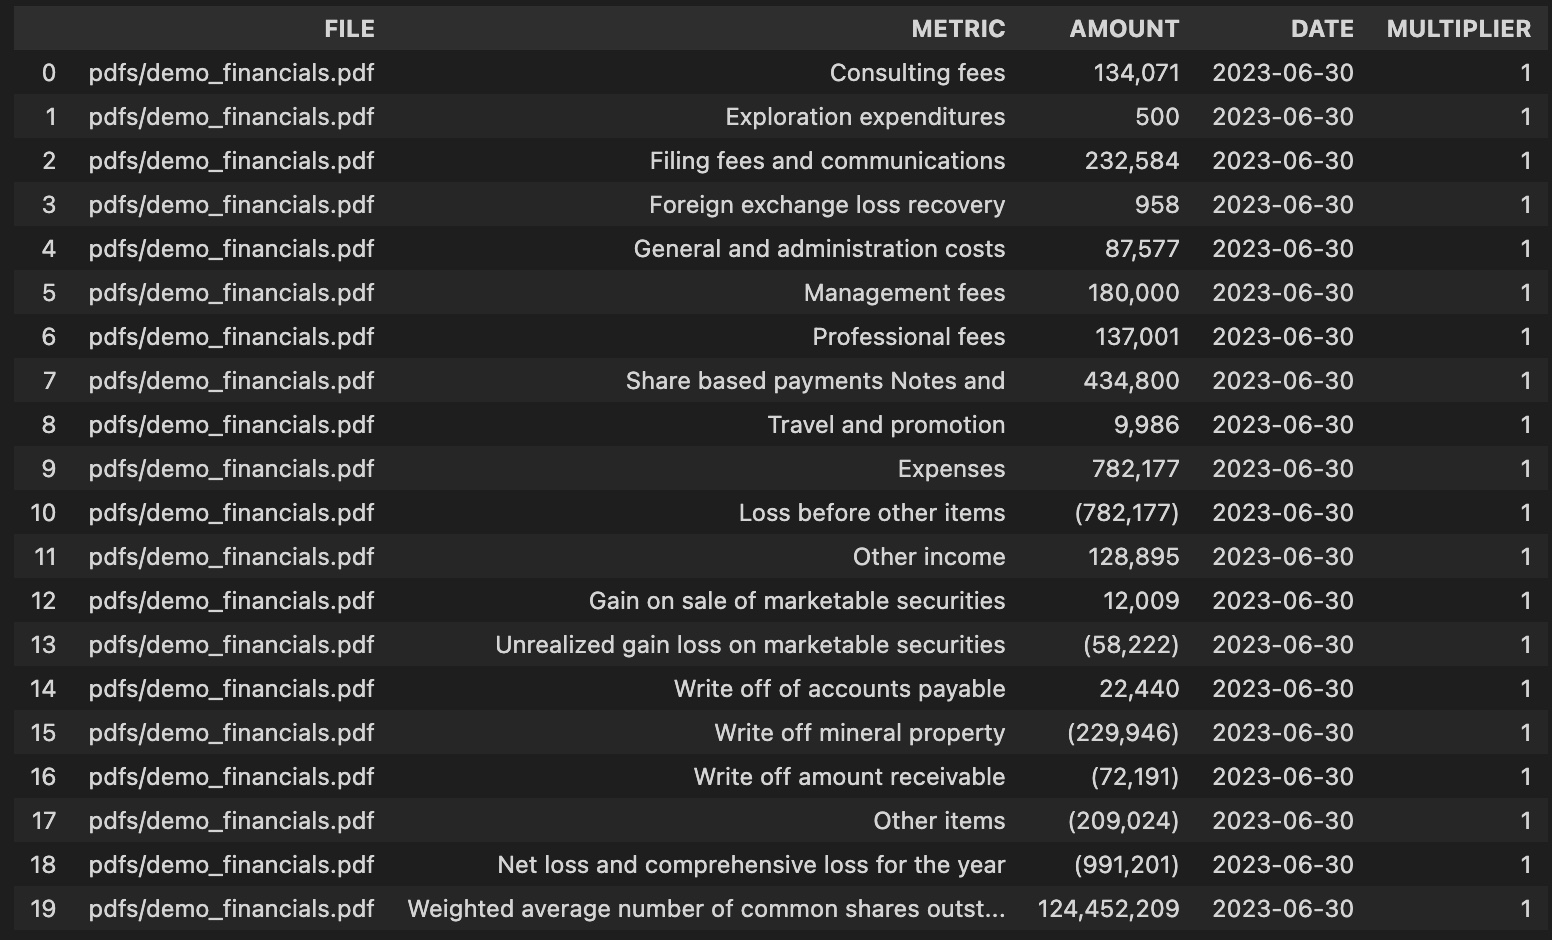 FILE METRIC AMOUNT DATE MULTIPLIER
0 pdfs/demo_financials.pdf Consulting fees 134,071 2023-06-30 1
1 pdfs/demo_financials.pdf Exploration expenditures 500 2023-06-30 1
2 pdfs/demo_financials.pdf Filing fees and communications 232,584 2023-06-30 1
3 pdfs/demo_financials.pdf Foreign exchange loss recovery 958 2023-06-30 1
4 pdfs/demo_financials.pdf General and administration costs 87,577 2023-06-30 1
5 pdfs/demo_financials.pdf Management fees 180,000 2023-06-30 1
6 pdfs/demo_financials.pdf Professional fees 137,001 2023-06-30 1
7 pdfs/demo_financials.pdf Share based payments Notes and 434,800 2023-06-30 1
8 pdfs/demo_financials.pdf Travel and promotion 9,986 2023-06-30 1
9 pdfs/demo_financials.pdf Expenses 782,177 2023-06-30 1
10 pdfs/demo_financials.pdf Loss before other items (782,177) 2023-06-30 1
11 pdfs/demo_financials.pdf Other income 128,895 2023-06-30 1
12 pdfs/demo_financials.pdf Gain on sale of marketable securities 12,009 2023-06-30 1
13 pdfs/demo_financials.pdf Unrealized gain loss on marketable securities (58,222) 2023-06-30 1
14 pdfs/demo_financials.pdf Write off of accounts payable 22,440 2023-06-30 1
15 pdfs/demo_financials.pdf Write off mineral property (229,946) 2023-06-30 1
16 pdfs/demo_financials.pdf Write off amount receivable (72,191) 2023-06-30 1
17 pdfs/demo_financials.pdf Other items (209,024) 2023-06-30 1
18 pdfs/demo_financials.pdf Net loss and comprehensive loss for the year (991,201) 2023-06-30 1
19 pdfs/demo_financials.pdf Weighted average number of common shares outst... 124,452,209 2023-06-30 1